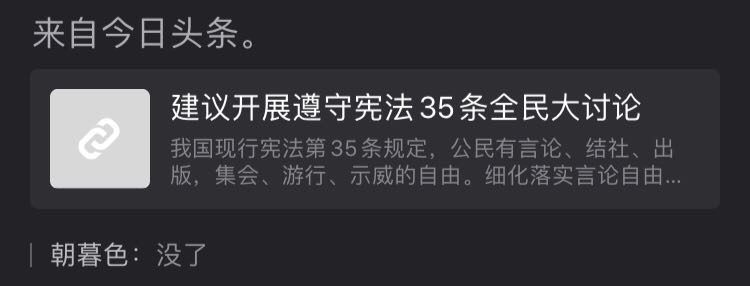 来自今日头条。
建议开展遵守宪法35条全民大讨论
我国现行宪法第35条规定，公民有言论、结社、出
版，集会、游行、示威的自由。细化落实言论自由...
朝暮色：没了